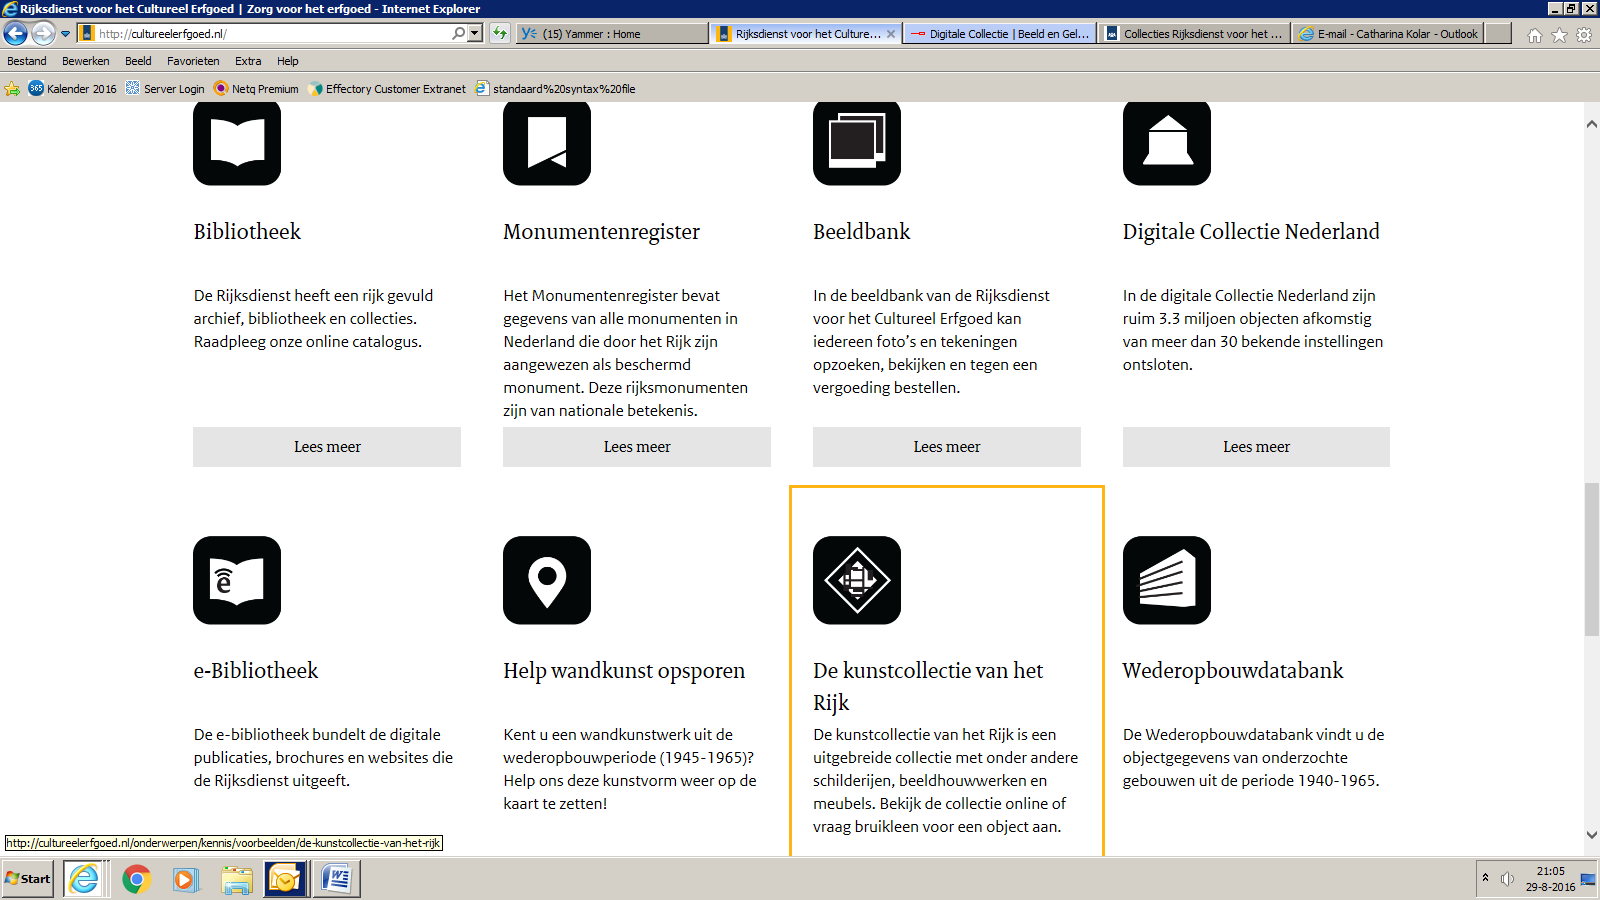 Rijksdienst voor het Cultureel Erfgoed | Zorg voor het erfgoed - Internet Explorer
http://cultureelerfgoed.nl/
(15) Yammer : Home
Rijksdienst voor het Culture...
Digitale Collectie | Beeld en Gel...
Collecties Rijksdienst voor het ...
E-mail - Catharina Kolar - Outlook
Bestand Bewerken Beeld Favorieten Extra Help
365 Kalender 2016 Server Login Netq Premium Effectory Customer Extranet standaard%20syntax%20file
Bibliotheek
De Rijksdienst heeft een rijk gevuld
archief, bibliotheek en collecties.
Raadpleeg onze online catalogus.
Lees meer
Monumentenregister
Het Monumentenregister bevat
gegevens van alle monumenten in
Nederland die door het Rijk zijn
aangewezen als beschermd
monument. Deze rijksmonumenten
zijn van nationale betekenis.
Lees meer
Beeldbank
In de beeldbank van de Rijksdienst
voor het Cultureel Erfgoed kan
iedereen foto's en tekeningen
opzoeken, bekijken en tegen een
vergoeding bestellen.
Lees meer
Digitale Collectie Nederland
In de digitale Collectie Nederland zijn
ruim 3.3 miljoen objecten afkomstig
van meer dan 30 bekende instellingen
ontsloten.
Lees meer
e
e-Bibliotheek
De e-bibliotheek bundelt de digitale
publicaties, brochures en websites die
de Rijksdienst uitgeeft.
Help wandkunst opsporen
Kent u een wandkunstwerk uit de
wederopbouwperiode (1945-1965)?
Help ons deze kunstvorm weer op de
kaart te zetten!
De kunstcollectie van het
Rijk
De kunstcollectie van het Rijk is een
uitgebreide collectie met onder andere
schilderijen, beeldhouwwerken en
meubels. Bekijk de collectie online of
vraag bruikleen voor een object aan.
Wederopbouwdatabank
De Wederopbouwdatabank vindt u de
objectgegevens van onderzochte
gebouwen uit de periode 1940-1965.
http://cultureelerfgoed.nl/onderwerpen/kennis/voorbeelden/de-kunstcollectie-van-het-rijk
Start
21:05
29-8-2016